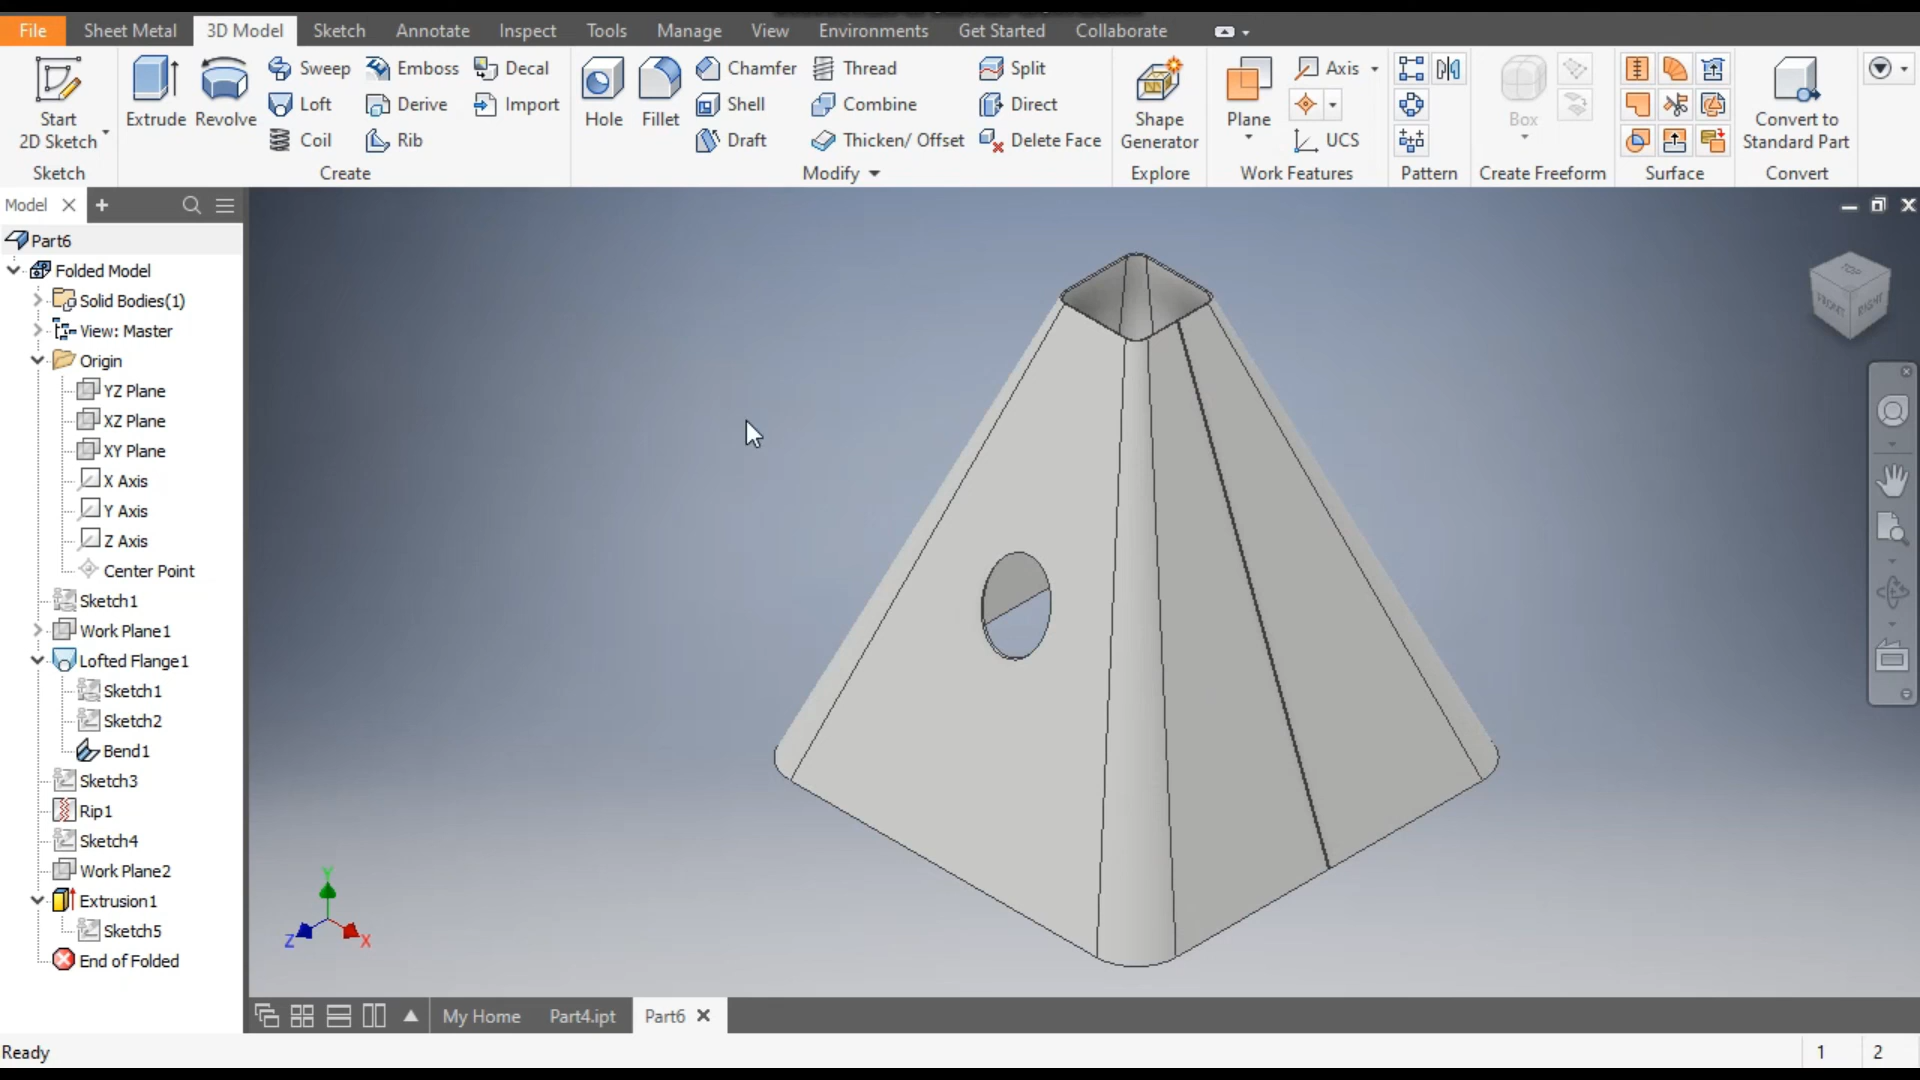 File Sheet Metal 3D Model Sketch Annotate Inspect Tools Manage View Environments Get Started Collaborate
Start
2D Sketch
Sketch
Extrude
Revolve
Sweep
Loft
Coil
Emboss
Derive
Rib
Decal
Import
Create
Hole
Fillet
Chamfer
Shell
Draft
Thread
Combine
Thicken/ Offset
Split
Direct
Delete Face
Modify
Shape
Generator
Explore
Plane
Axis
UCS
Work Features
Pattern
Box
Create Freeform
Surface
Convert to
Standard Part
Convert
Model
Part6
Folded Model
Solid Bodies(1)
View: Master
Origin
YZ Plane
XZ Plane
XY Plane
X Axis
Y Axis
Z Axis
Center Point
Sketch1
Work Plane1
Lofted Flange1
Sketch1
Sketch2
Bend1
Sketch3
Rip1
Sketch4
Work Plane2
Extrusion1
Sketch5
End of Folded
TOP
FRONT
RIGHT
Y
Z
X
My Home Part4.ipt Part6
Ready 1 2